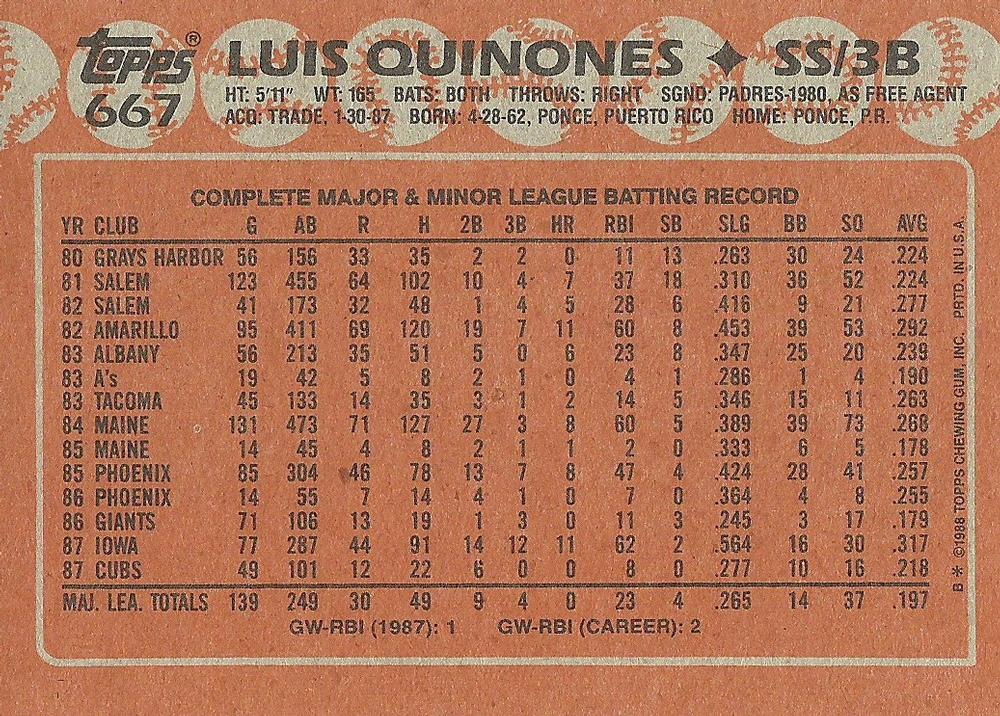 Topps® LUIS QUINONES ✦ SS/3B
667 HT: 5'11" WT: 165 BATS: BOTH THROWS: RIGHT SGND: PADRES-1980, AS FREE AGENT
ACQ: TRADE, 1-30-87 BORN: 4-28-62, PONCE, PUERTO RICO HOME: PONCE, P.R.
COMPLETE MAJOR & MINOR LEAGUE BATTING RECORD
YR CLUB G AB R H 2B 3B HR RBI SB SLG BB SO AVG
80 GRAYS HARBOR 56 156 33 35 2 2 0 11 13 .263 30 24 .224
81 SALEM 123 455 64 102 10 4 7 37 18 .310 36 52 .224
82 SALEM 41 173 32 48 1 4 5 28 6 .416 9 21 .277
82 AMARILLO 95 411 69 120 19 7 11 60 8 .453 39 53 .292
83 ALBANY 56 213 35 51 5 0 6 23 8 .347 25 20 .239
83 A's 19 42 5 8 2 1 0 4 1 .286 1 4 .190
83 TACOMA 45 133 14 35 3 1 2 14 5 .346 15 11 .263
84 MAINE 131 473 71 127 27 3 8 60 5 .389 39 73 .268
85 MAINE 14 45 4 8 2 1 1 2 0 .333 6 5 .178
85 PHOENIX 85 304 46 78 13 7 8 47 4 .424 28 41 .257
86 PHOENIX 14 55 7 14 4 1 0 7 0 .364 4 8 .255
86 GIANTS 71 106 13 19 1 3 0 11 3 .245 3 17 .179
87 IOWA 77 287 44 91 14 12 11 62 2 .564 16 30 .317
87 CUBS 49 101 12 22 6 0 0 8 0 .277 10 16 .218
MAJ. LEA. TOTALS 139 249 30 49 9 4 0 23 4 .265 14 37 .197
GW-RBI (1987): 1 GW-RBI (CAREER): 2
B * ©1988 TOPPS CHEWING GUM, INC. PRTD. IN U.S.A.